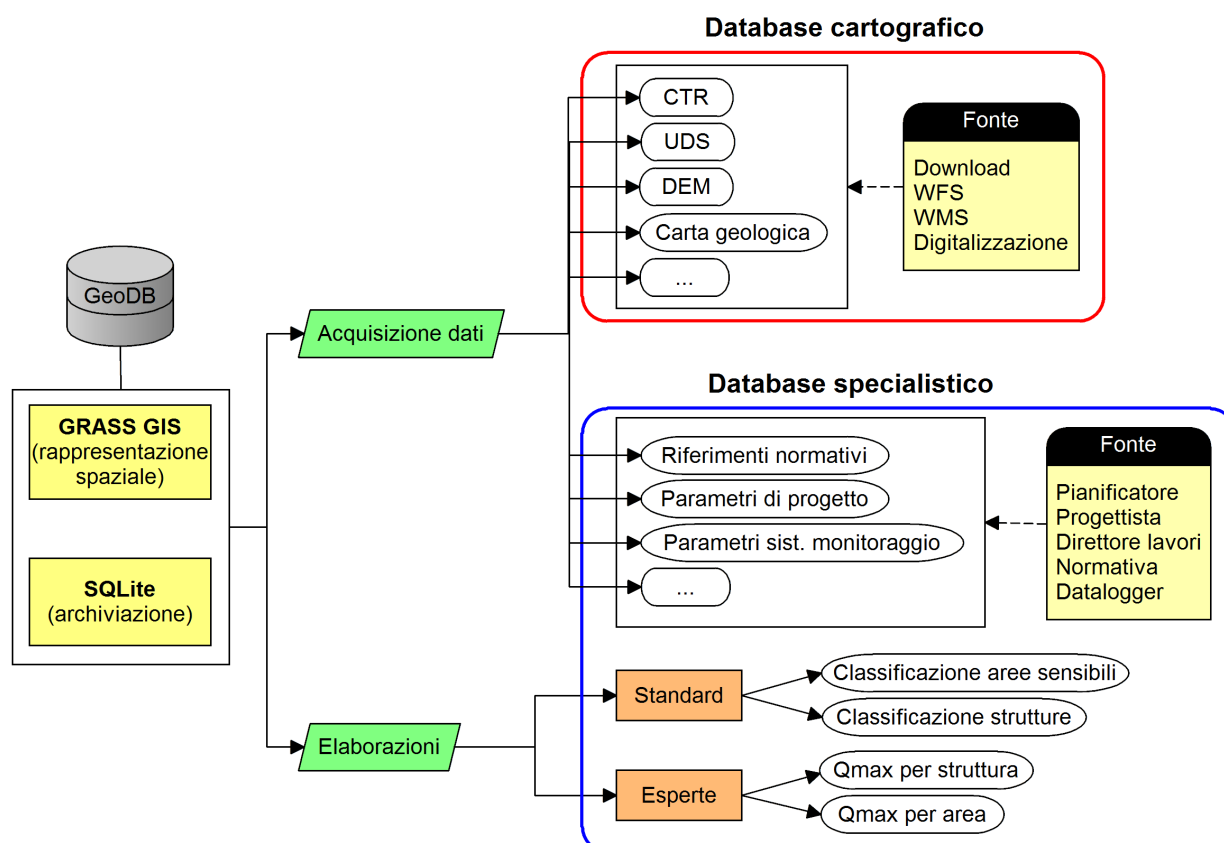 Database cartografico
CTR
UDS
DEM
Carta geologica
...
Fonte
Download
WFS
WMS
Digitalizzazione
GeoDB
GRASS GIS
(rappresentazione
spaziale)
SQLite
(archiviazione)
Acquisizione dati
Database specialistico
Riferimenti normativi
Parametri di progetto
Parametri sist. monitoraggio
...
Fonte
Pianificatore
Progettista
Direttore lavori
Normativa
Datalogger
Elaborazioni
Standard
Classificazione aree sensibili
Classificazione strutture
Esperte
Qmax per struttura
Qmax per area